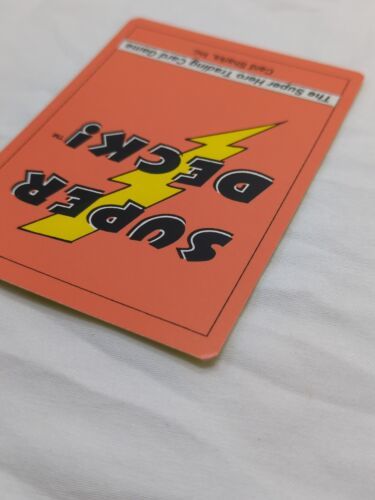 SUPER
DECK!
™
The Super Hero Trading Card Game
Card Sharks, Inc.